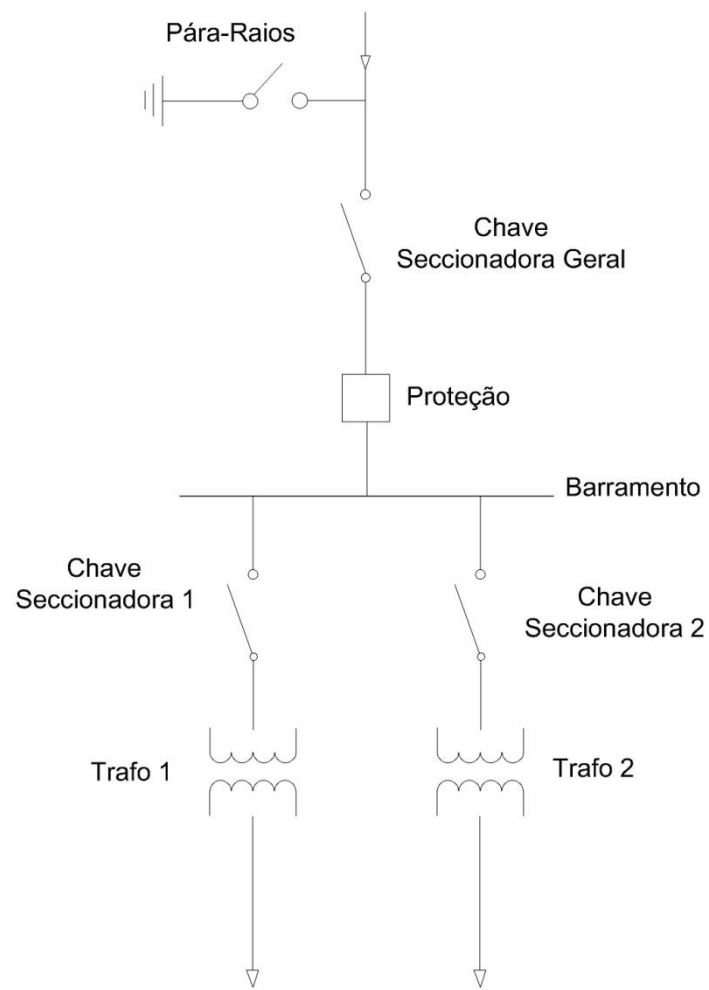 Pára-Raios
Chave
Seccionadora Geral
Proteção
Barramento
Chave
Seccionadora 1
Chave
Seccionadora 2
Trafo 1
Trafo 2